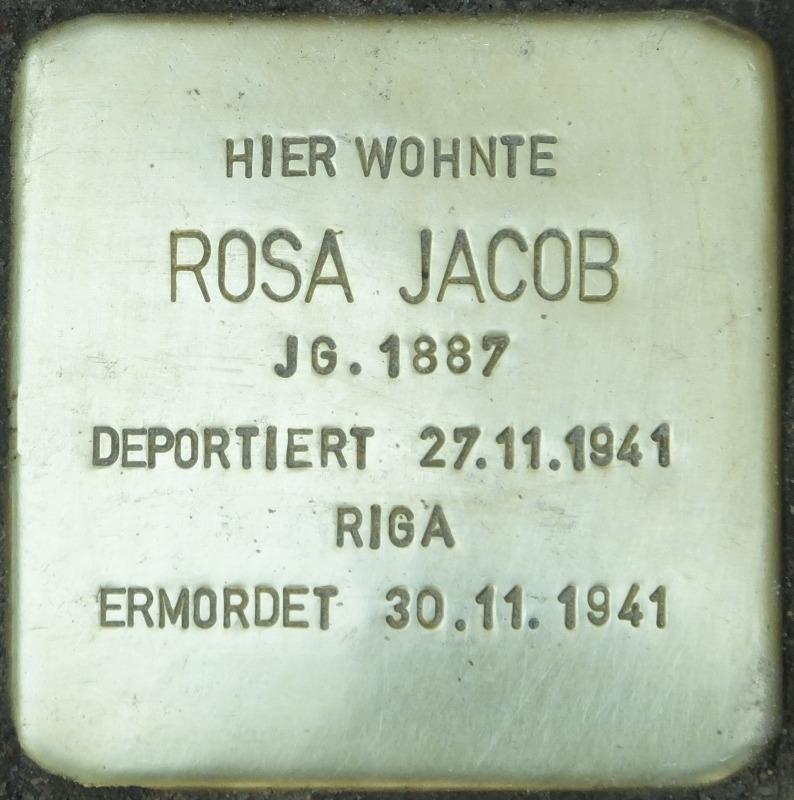 HIER WOHNTE
ROSA JACOB
JG. 1887
DEPORTIERT 27.11.1941
RIGA
ERMORDET 30.11.1941